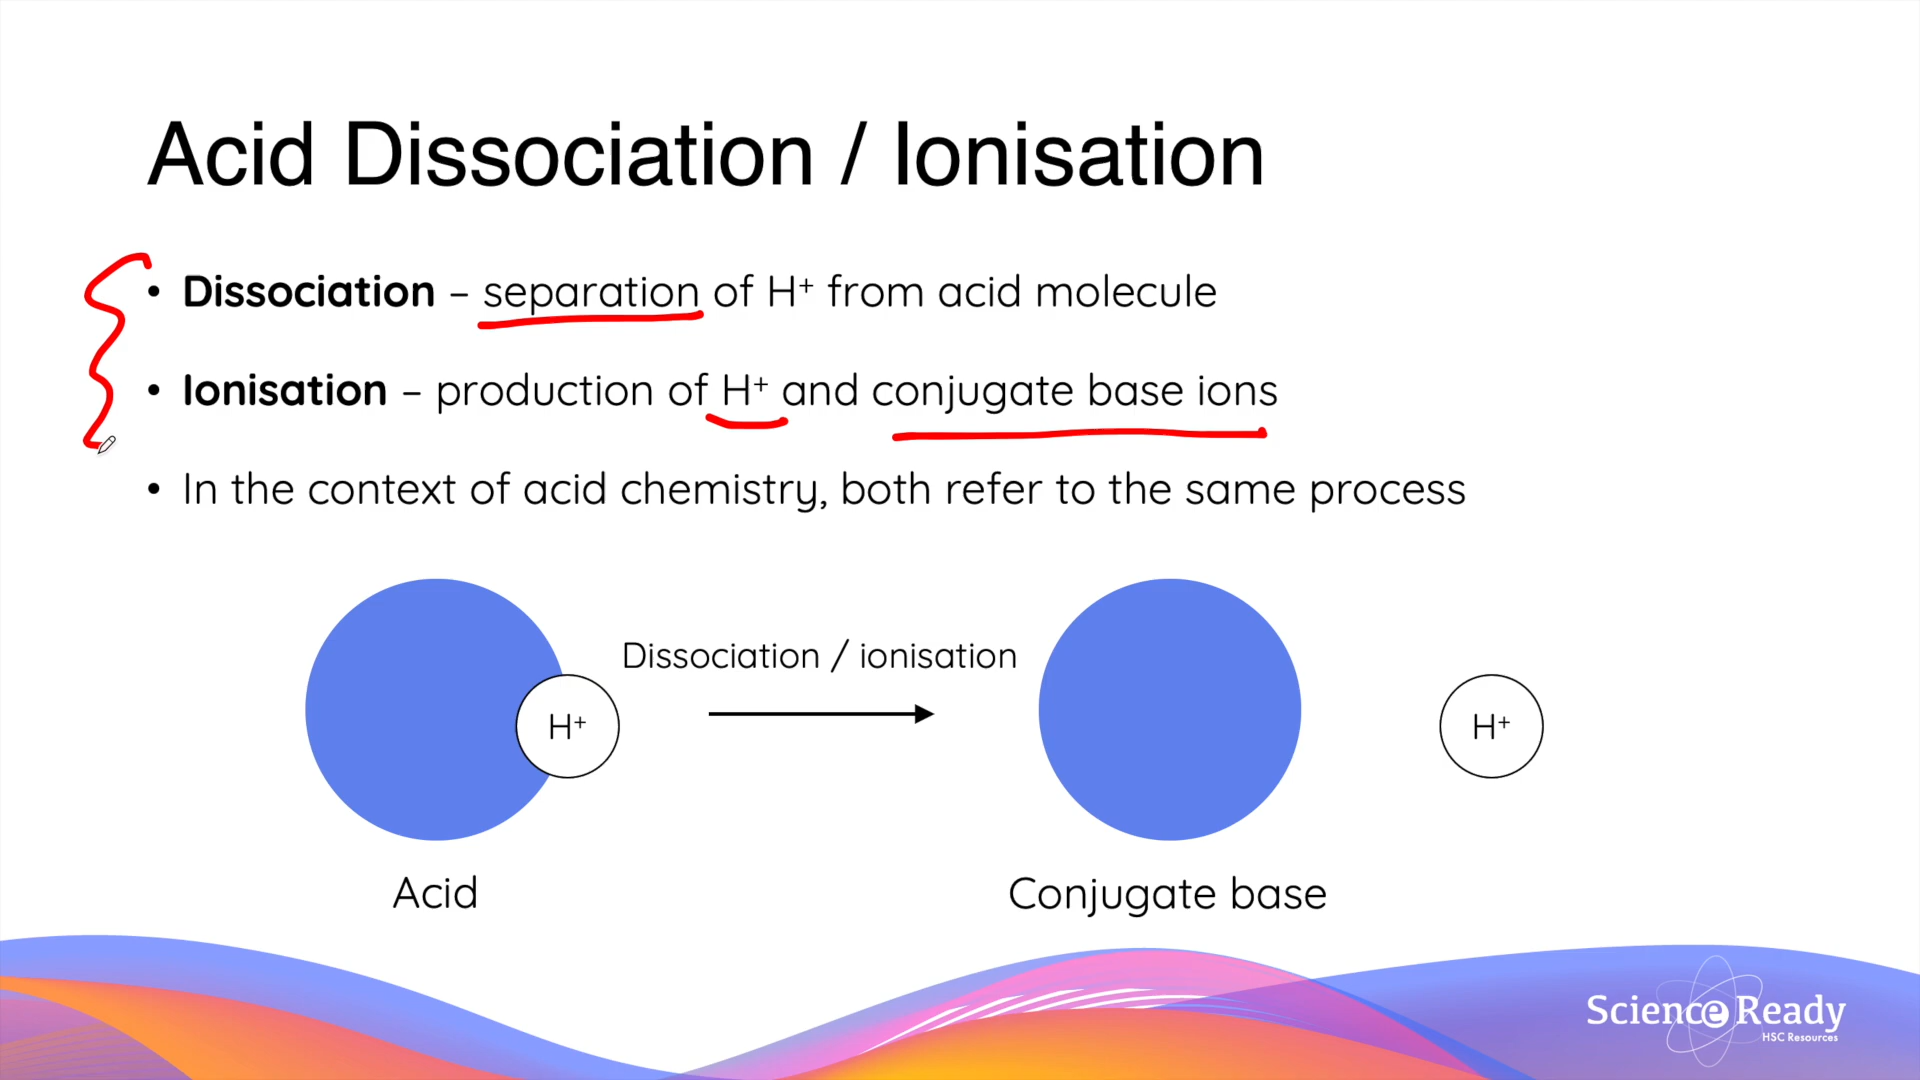 Acid Dissociation / Ionisation
• Dissociation – separation of H⁺ from acid molecule
• Ionisation – production of H⁺ and conjugate base ions
• In the context of acid chemistry, both refer to the same process
Dissociation / ionisation
H⁺
H⁺
Acid
Conjugate base
Science Ready
HSC Resources